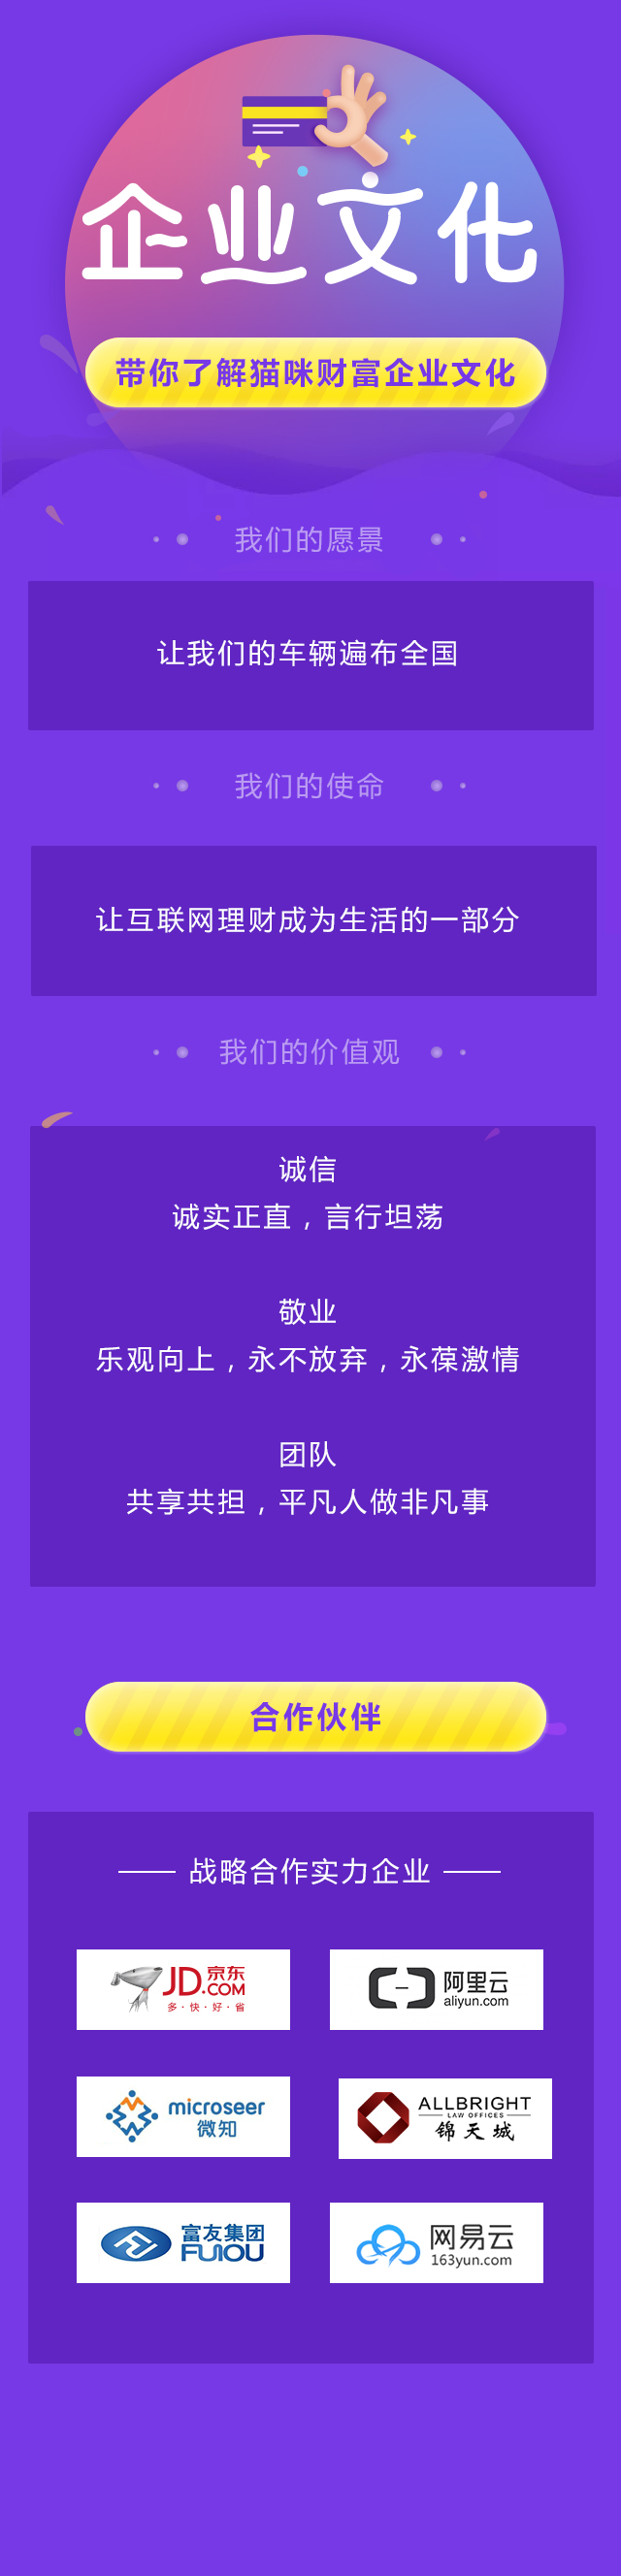 企业文化
带你了解猫咪财富企业文化
我们的愿景
让我们的车辆遍布全国
我们的使命
让互联网理财成为生活的一部分
我们的价值观
诚信
诚实正直，言行坦荡
敬业
乐观向上，永不放弃，永葆激情
团队
共享共担，平凡人做非凡事
合作伙伴
战略合作实力企业
JD.京东
.COM
多·快·好·省
阿里云
aliyun.com
microseer
微知
ALLBRIGHT
LAW OFFICES
锦天城
富友集团
FUIOU
网易云
163yun.com